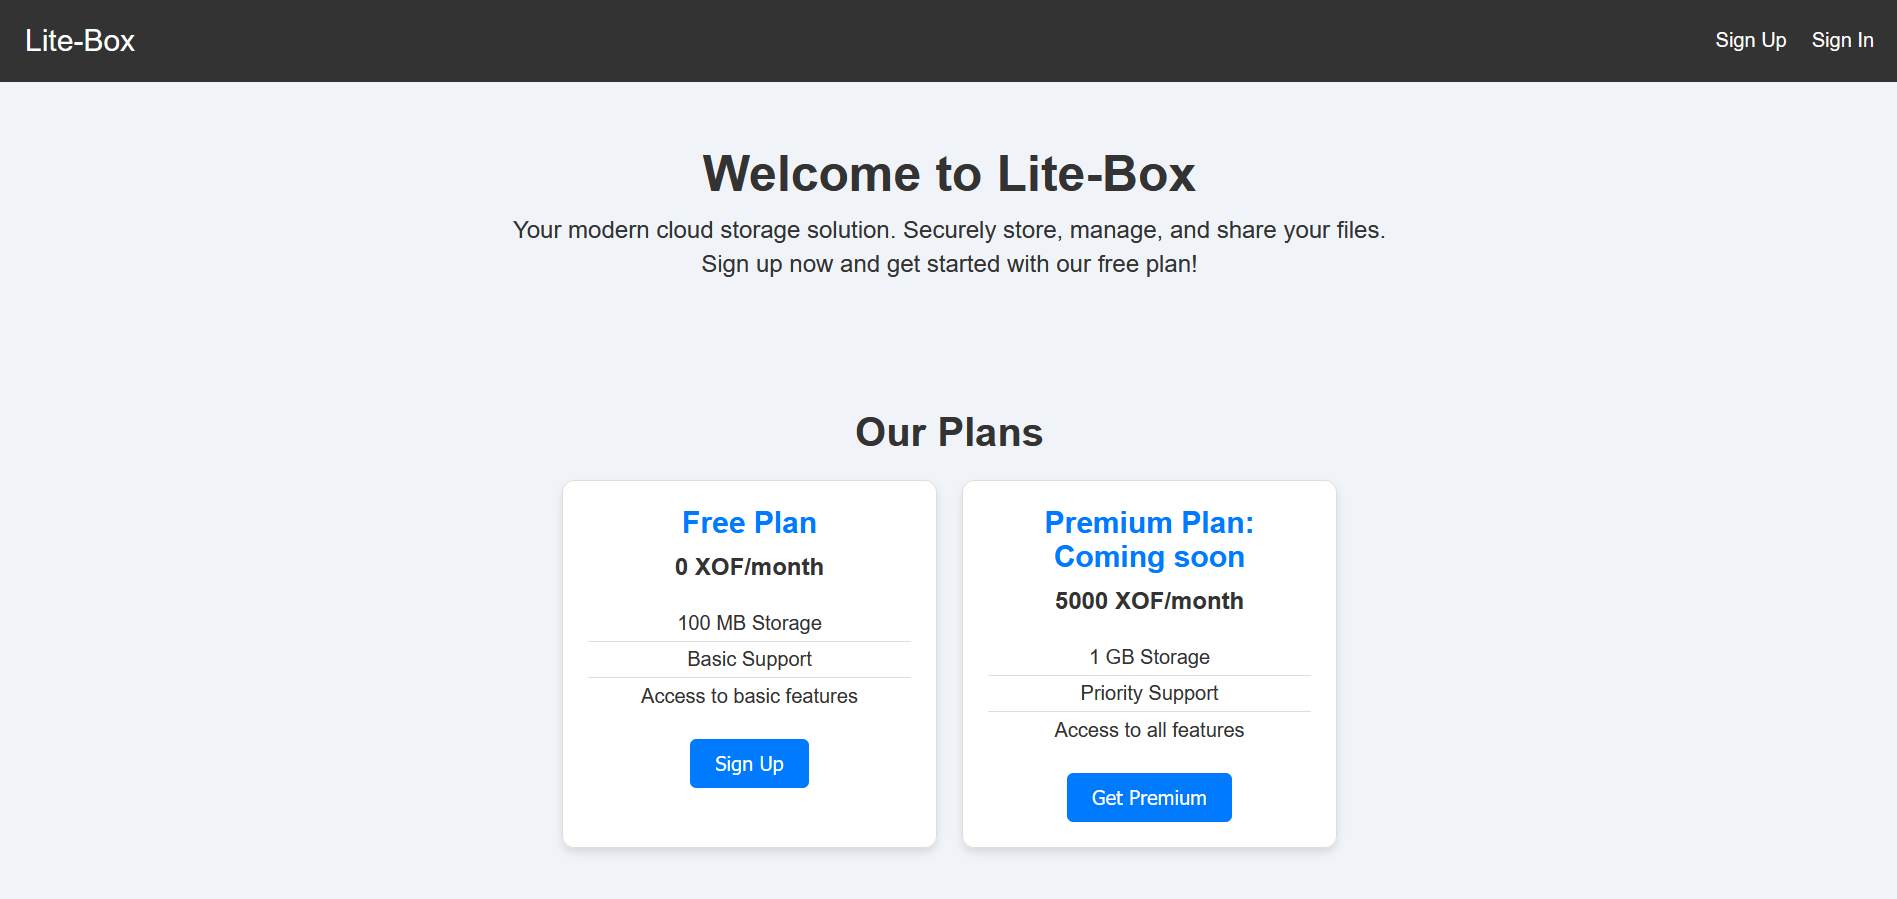 Lite-Box
Sign Up
Sign In
Welcome to Lite-Box
Your modern cloud storage solution. Securely store, manage, and share your files.
Sign up now and get started with our free plan!
Our Plans
Free Plan
0 XOF/month
100 MB Storage
Basic Support
Access to basic features
Sign Up
Premium Plan:
Coming soon
5000 XOF/month
1 GB Storage
Priority Support
Access to all features
Get Premium